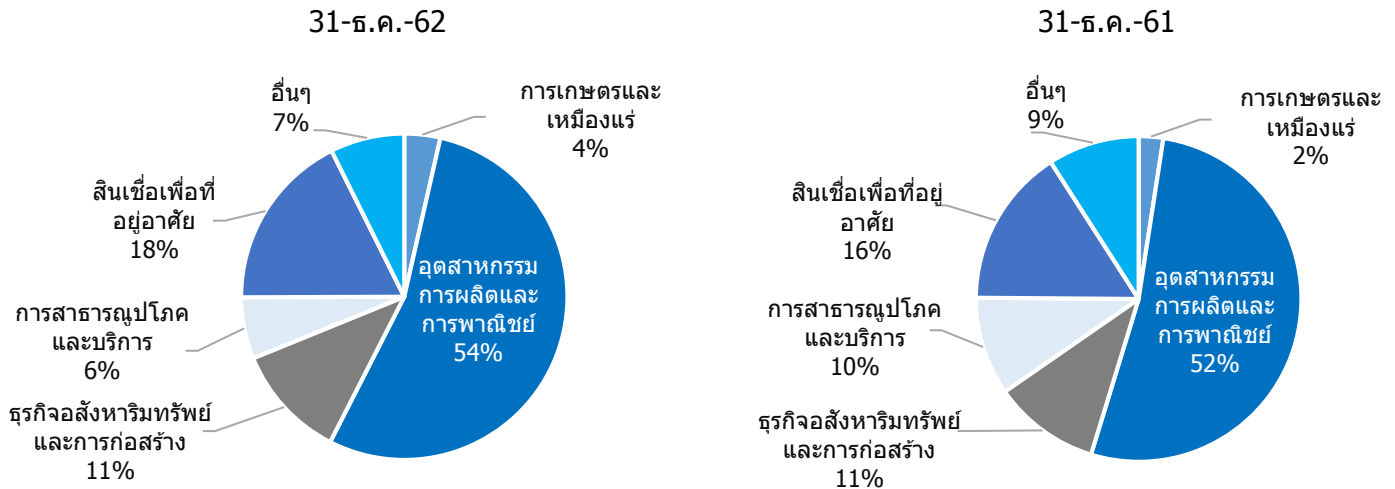 31-ธ.ค.-62
อื่นๆ
7%
การเกษตรและ
เหมืองแร่
4%
สินเชื่อเพื่อที่
อยู่อาศัย
18%
อุตสาหกรรม
การผลิตและ
การพาณิชย์
54%
การสาธารณูปโภค
และบริการ
6%
ธุรกิจอสังหาริมทรัพย์
และการก่อสร้าง
11%
31-ธ.ค.-61
อื่นๆ
9%
การเกษตรและ
เหมืองแร่
2%
สินเชื่อเพื่อที่อยู่
อาศัย
16%
อุตสาหกรรม
การผลิตและ
การพาณิชย์
52%
การสาธารณูปโภค
และบริการ
10%
ธุรกิจอสังหาริมทรัพย์
และการก่อสร้าง
11%